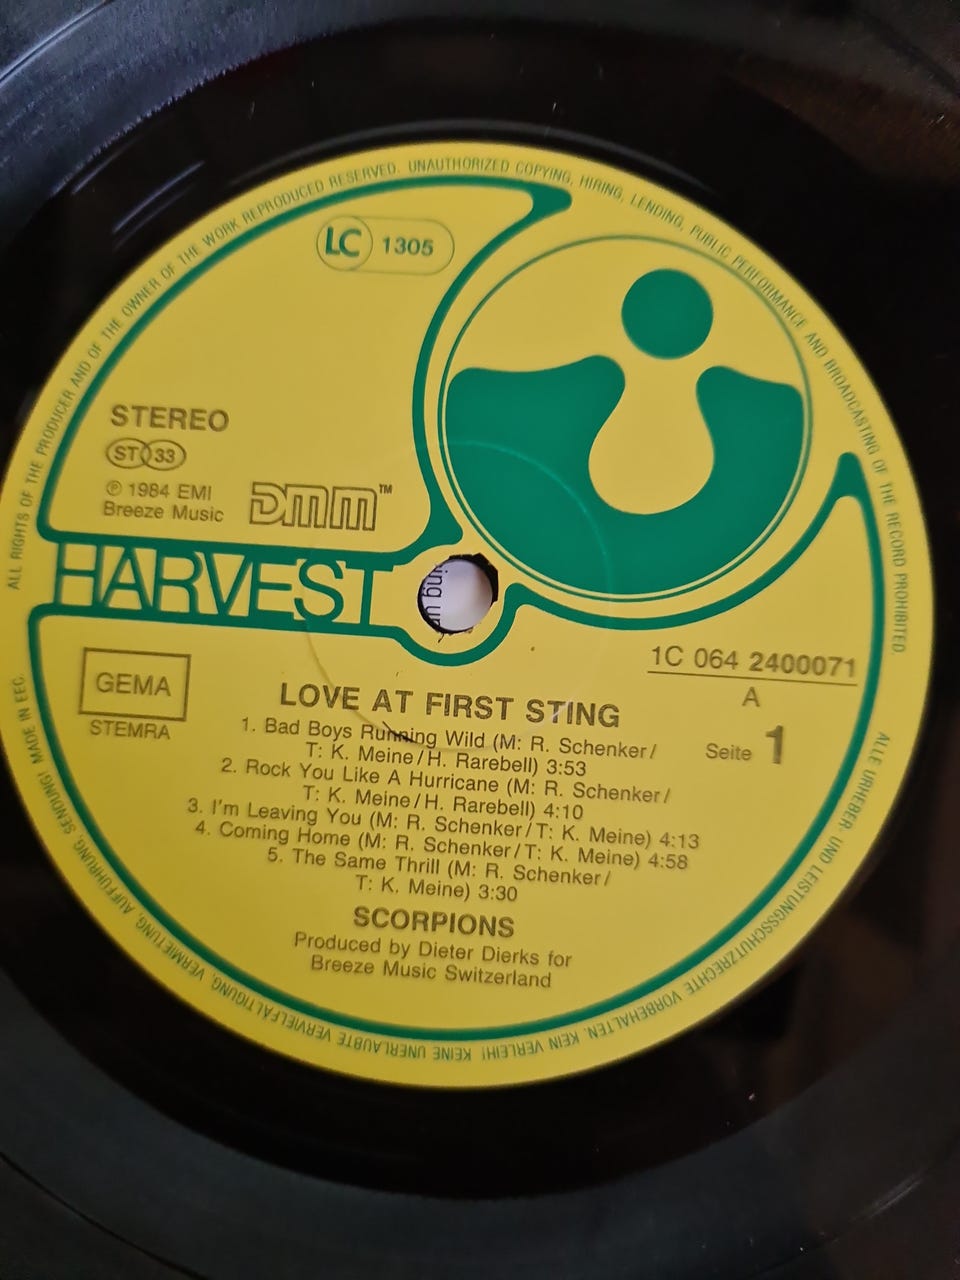 ALL RIGHTS OF THE PRODUCER AND OF THE OWNER OF THE WORK REPRODUCED RESERVED. UNAUTHORIZED COPYING, HIRING, LENDING, PUBLIC PERFORMANCE AND BROADCASTING OF THE RECORD PROHIBITED.
LC 1305
STEREO
ST 33
℗ 1984 EMI
Breeze Music
DMM™
HARVEST
ing
GEMA
STEMRA
1C 064 2400071
A
Seite 1
LOVE AT FIRST STING
1. Bad Boys Running Wild (M: R. Schenker/
T: K. Meine/H. Rarebell) 3:53
2. Rock You Like A Hurricane (M: R. Schenker/
T: K. Meine/H. Rarebell) 4:10
3. I'm Leaving You (M: R. Schenker/T: K. Meine) 4:13
4. Coming Home (M: R. Schenker/T: K. Meine) 4:58
5. The Same Thrill (M: R. Schenker/
T: K. Meine) 3:30
SCORPIONS
Produced by Dieter Dierks for
Breeze Music Switzerland
ALLE URHEBER- UND LEISTUNGSSCHUTZRECHTE VORBEHALTEN. KEIN VERLEIH! KEINE UNERLAUBTE VERVIELFÄLTIGUNG, VERMIETUNG, AUFFÜHRUNG, SENDUNG! MADE IN EEC.